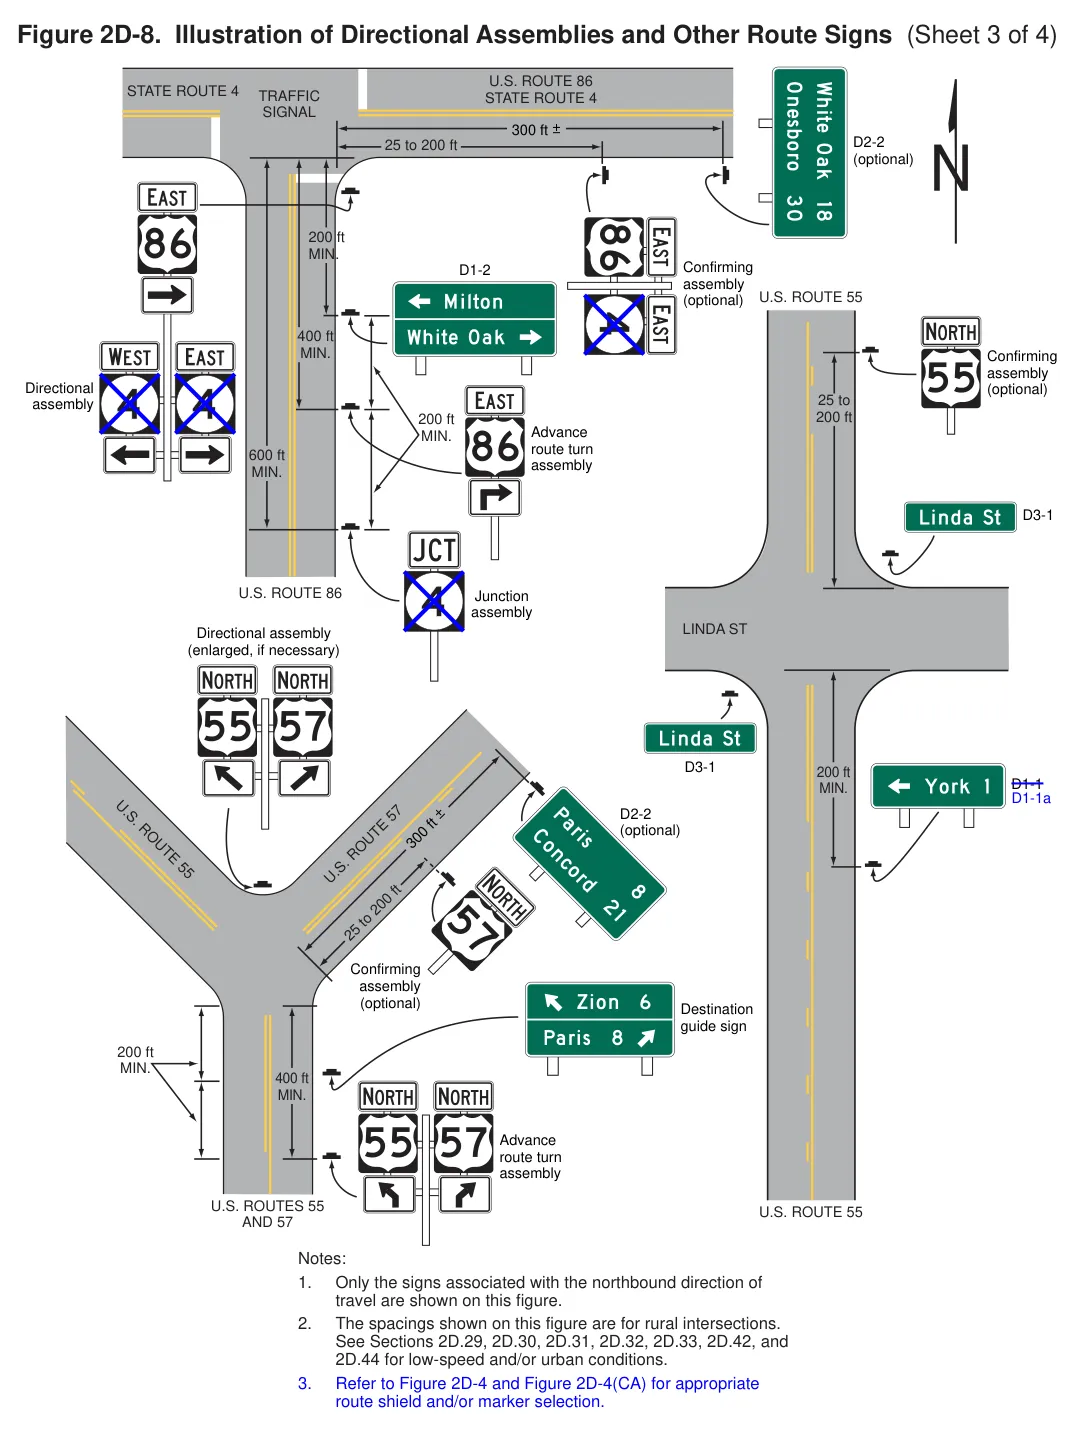 Figure 2D-8. Illustration of Directional Assemblies and Other Route Signs (Sheet 3 of 4)
STATE ROUTE 4
TRAFFIC
SIGNAL
U.S. ROUTE 86
STATE ROUTE 4
300 ft ±
25 to 200 ft
White Oak 18
Onesboro 30
D2-2
(optional)
N
EAST
86
200 ft
MIN.
D1-2
Milton
White Oak
86
EAST
4
EAST
Confirming
assembly
(optional)
WEST
4
EAST
4
Directional
assembly
400 ft
MIN.
600 ft
MIN.
200 ft
MIN.
EAST
86
Advance
route turn
assembly
JCT
4
Junction
assembly
U.S. ROUTE 86
U.S. ROUTE 55
NORTH
55
Confirming
assembly
(optional)
25 to
200 ft
Linda St
D3-1
LINDA ST
Linda St
D3-1
200 ft
MIN.
York 1
D1-1
D1-1a
U.S. ROUTE 55
Directional assembly
(enlarged, if necessary)
NORTH
55
NORTH
57
U.S. ROUTE 55
U.S. ROUTE 57
300 ft ±
25 to 200 ft
Paris 8
Concord 21
D2-2
(optional)
NORTH
57
Confirming
assembly
(optional)
Zion 6
Paris 8
Destination
guide sign
200 ft
MIN.
400 ft
MIN.
NORTH
55
NORTH
57
Advance
route turn
assembly
U.S. ROUTES 55
AND 57
Notes:
1. Only the signs associated with the northbound direction of
travel are shown on this figure.
2. The spacings shown on this figure are for rural intersections.
See Sections 2D.29, 2D.30, 2D.31, 2D.32, 2D.33, 2D.42, and
2D.44 for low-speed and/or urban conditions.
3. Refer to Figure 2D-4 and Figure 2D-4(CA) for appropriate
route shield and/or marker selection.